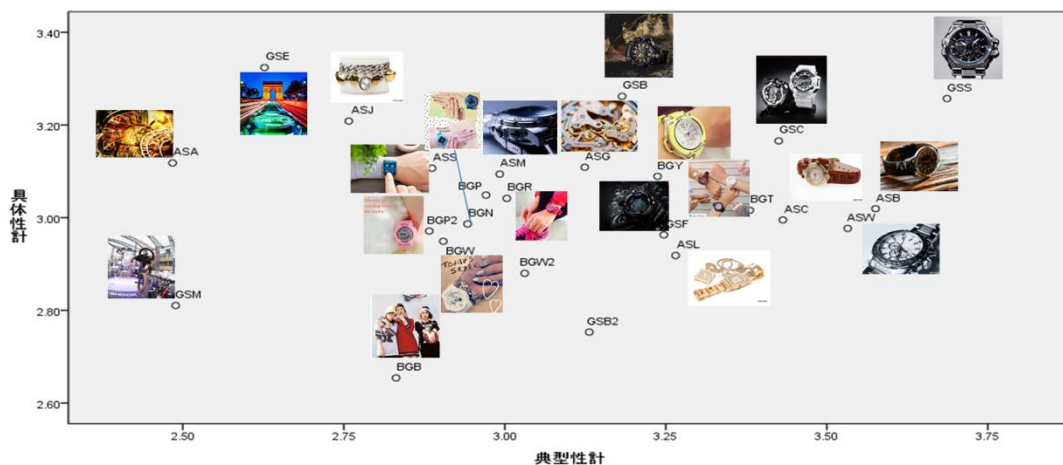 3.40
3.20
3.00
2.80
2.60
具体性計
GSE
ASJ
GSB
GSS
GSC
ASA
ASS
ASM
ASG
BGY
BGP
BGR
BGT
ASC
ASB
BGN
BGP2
GSF
ASW
BGW
ASL
BGW2
GSM
GSB2
BGB
2.50
2.75
3.00
3.25
3.50
3.75
典型性計